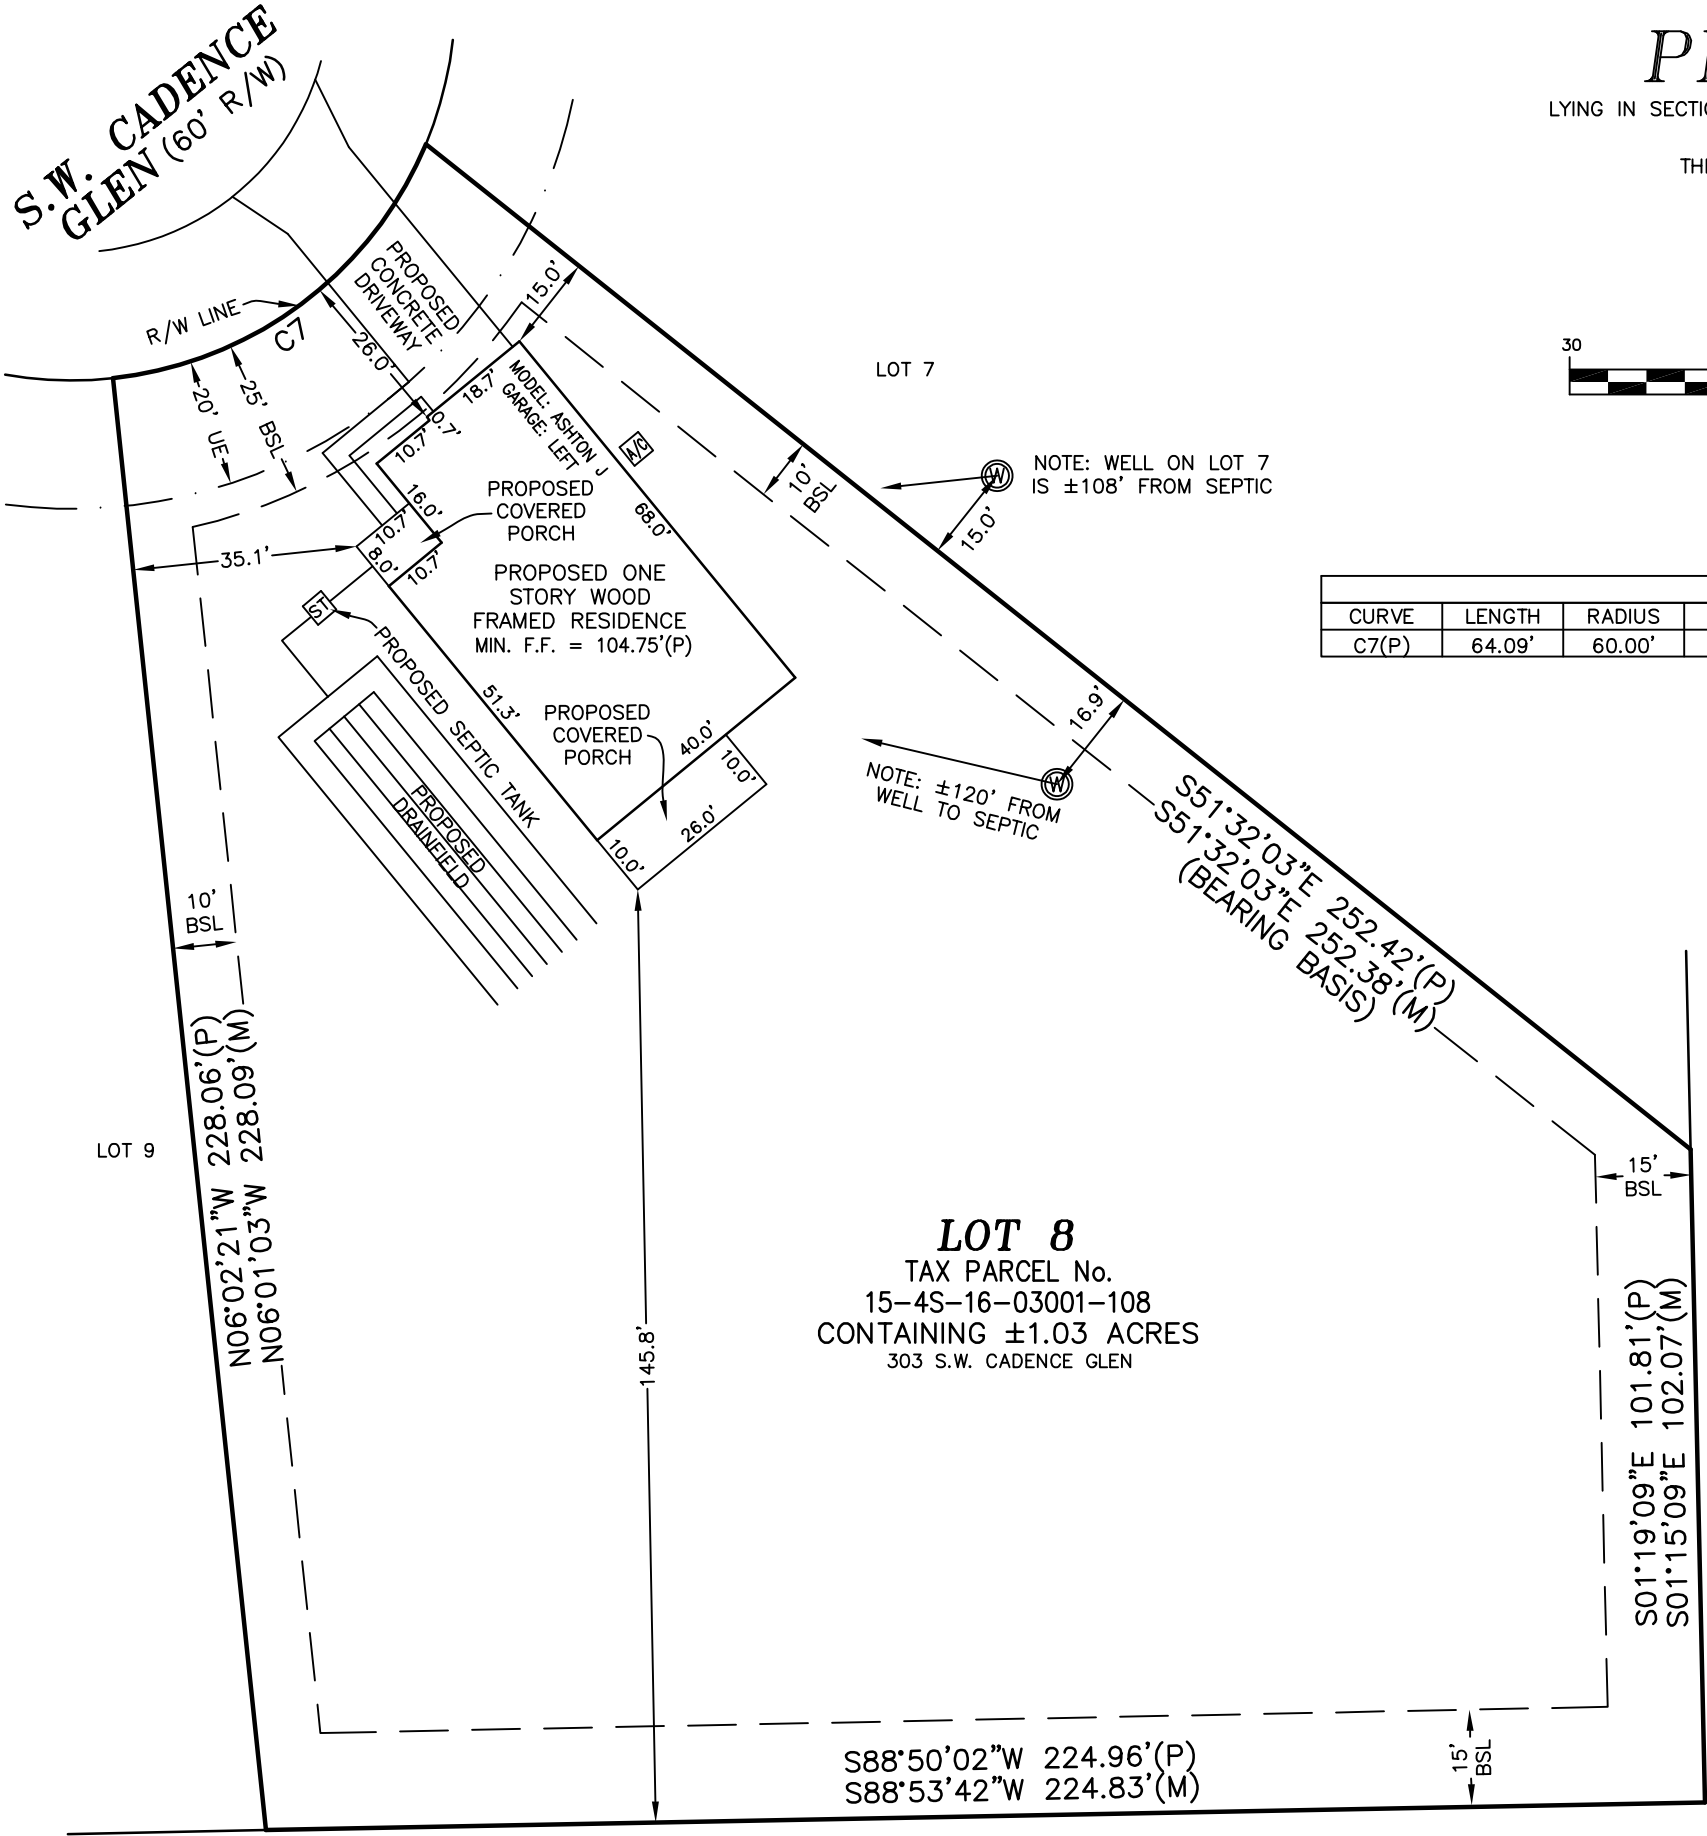 S.W. CADENCE
GLEN (60' R/W)
PL
LYING IN SECTIO
THI
R/W LINE
C7
PROPOSED
CONCRETE
DRIVEWAY
15.0'
26.0'
20' UE
25' BSL
18.7'
0.7'
10.7'
MODEL: ASHTON J
GARAGE: LEFT
A/C
LOT 7
30
NOTE: WELL ON LOT 7
IS ±108' FROM SEPTIC
W
15.0'
10'
BSL
16.0'
10.7'
8.0'
10.7'
68.0'
35.1'
PROPOSED
COVERED
PORCH
PROPOSED ONE
STORY WOOD
FRAMED RESIDENCE
MIN. F.F. = 104.75'(P)
ST
PROPOSED SEPTIC TANK
CURVE LENGTH RADIUS
C7(P) 64.09' 60.00'
51.3'
PROPOSED
COVERED
PORCH
40.0'
10.0'
26.0'
10.0'
PROPOSED
DRAINFIELD
16.9'
W
NOTE: ±120' FROM
WELL TO SEPTIC
S51°32'03"E 252.42'(P)
S51°32'03"E 252.38'(M)
(BEARING BASIS)
10'
BSL
N06°02'21"W 228.06'(P)
N06°01'03"W 228.09'(M)
LOT 9
15'
BSL
LOT 8
TAX PARCEL No.
15-4S-16-03001-108
CONTAINING ±1.03 ACRES
303 S.W. CADENCE GLEN
145.8'
S01°19'09"E 101.81'(P)
S01°15'09"E 102.07'(M)
S88°50'02"W 224.96'(P)
S88°53'42"W 224.83'(M)
15'
BSL